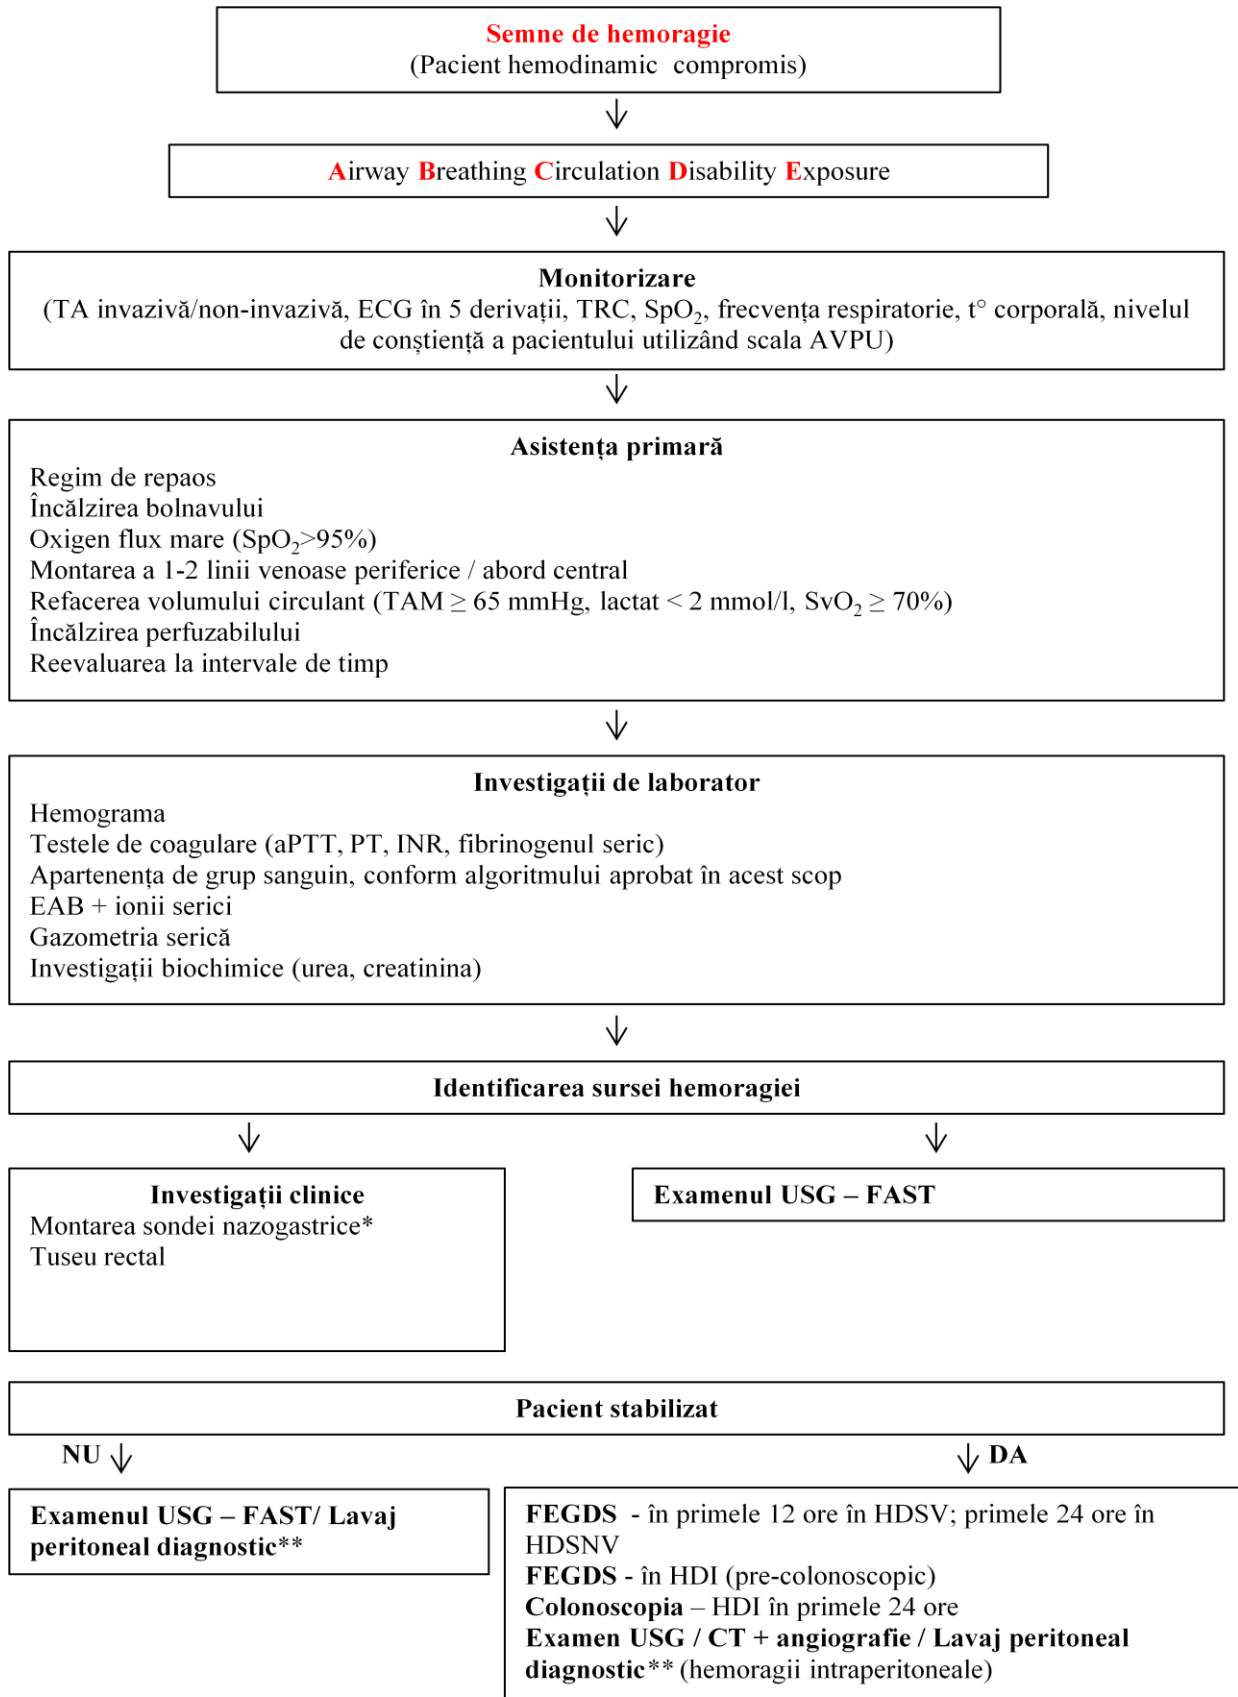 Semne de hemoragie
(Pacient hemodinamic compromis)
Airway Breathing Circulation Disability Exposure
Monitorizare
(TA invazivă/non-invazivă, ECG în 5 derivații, TRC, SpO₂, frecvența respiratorie, t° corporală, nivelul
de conștiență a pacientului utilizând scala AVPU)
Asistența primară
Regim de repaos
Încălzirea bolnavului
Oxigen flux mare (SpO₂>95%)
Montarea a 1-2 linii venoase periferice / abord central
Refacerea volumului circulant (TAM ≥ 65 mmHg, lactat < 2 mmol/l, SvO₂ ≥ 70%)
Încălzirea perfuzabilului
Reevaluarea la intervale de timp
Investigații de laborator
Hemograma
Testele de coagulare (aPTT, PT, INR, fibrinogenul seric)
Apartenența de grup sanguin, conform algoritmului aprobat în acest scop
EAB + ionii serici
Gazometria serică
Investigații biochimice (urea, creatinina)
Identificarea sursei hemoragiei
Investigații clinice
Montarea sondei nazogastrice*
Tuseu rectal
Examenul USG – FAST
Pacient stabilizat
NU
DA
Examenul USG – FAST/ Lavaj
peritoneal diagnostic**
FEGDS - în primele 12 ore în HDSV; primele 24 ore în
HDSNV
FEGDS - în HDI (pre-colonoscopic)
Colonoscopia – HDI în primele 24 ore
Examen USG / CT + angiografie / Lavaj peritoneal
diagnostic** (hemoragii intraperitoneale)